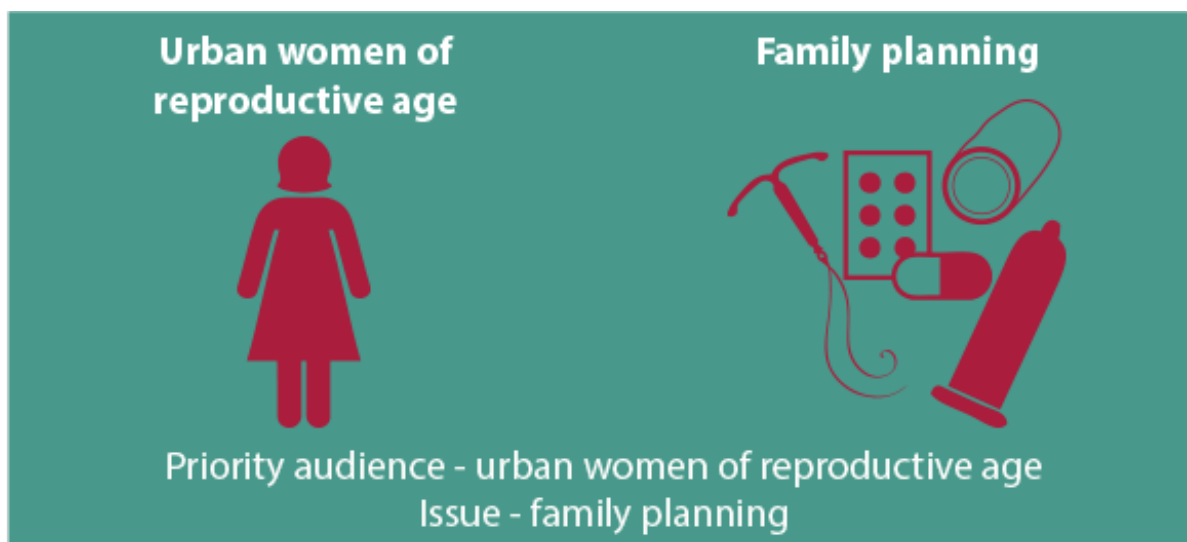 Urban women of
reproductive age
Family planning
Priority audience - urban women of reproductive age
Issue - family planning